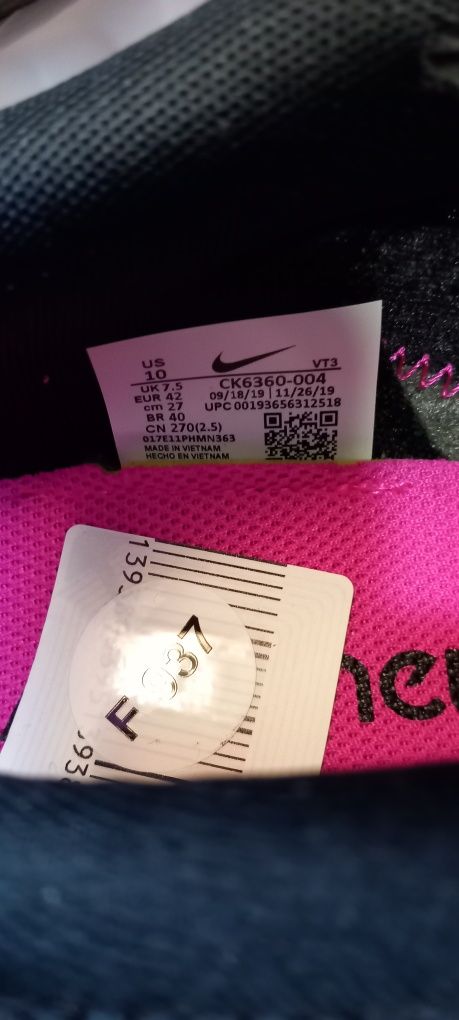 US
10
VT3
UK 7.5
EUR 42
cm 27
BR 40
CN 270(2.5)
CK6360-004
09/18/19 | 11/26/19
UPC 00193656312518
017E11PHMN363
MADE IN VIETNAM
HECHO EN VIETNAM